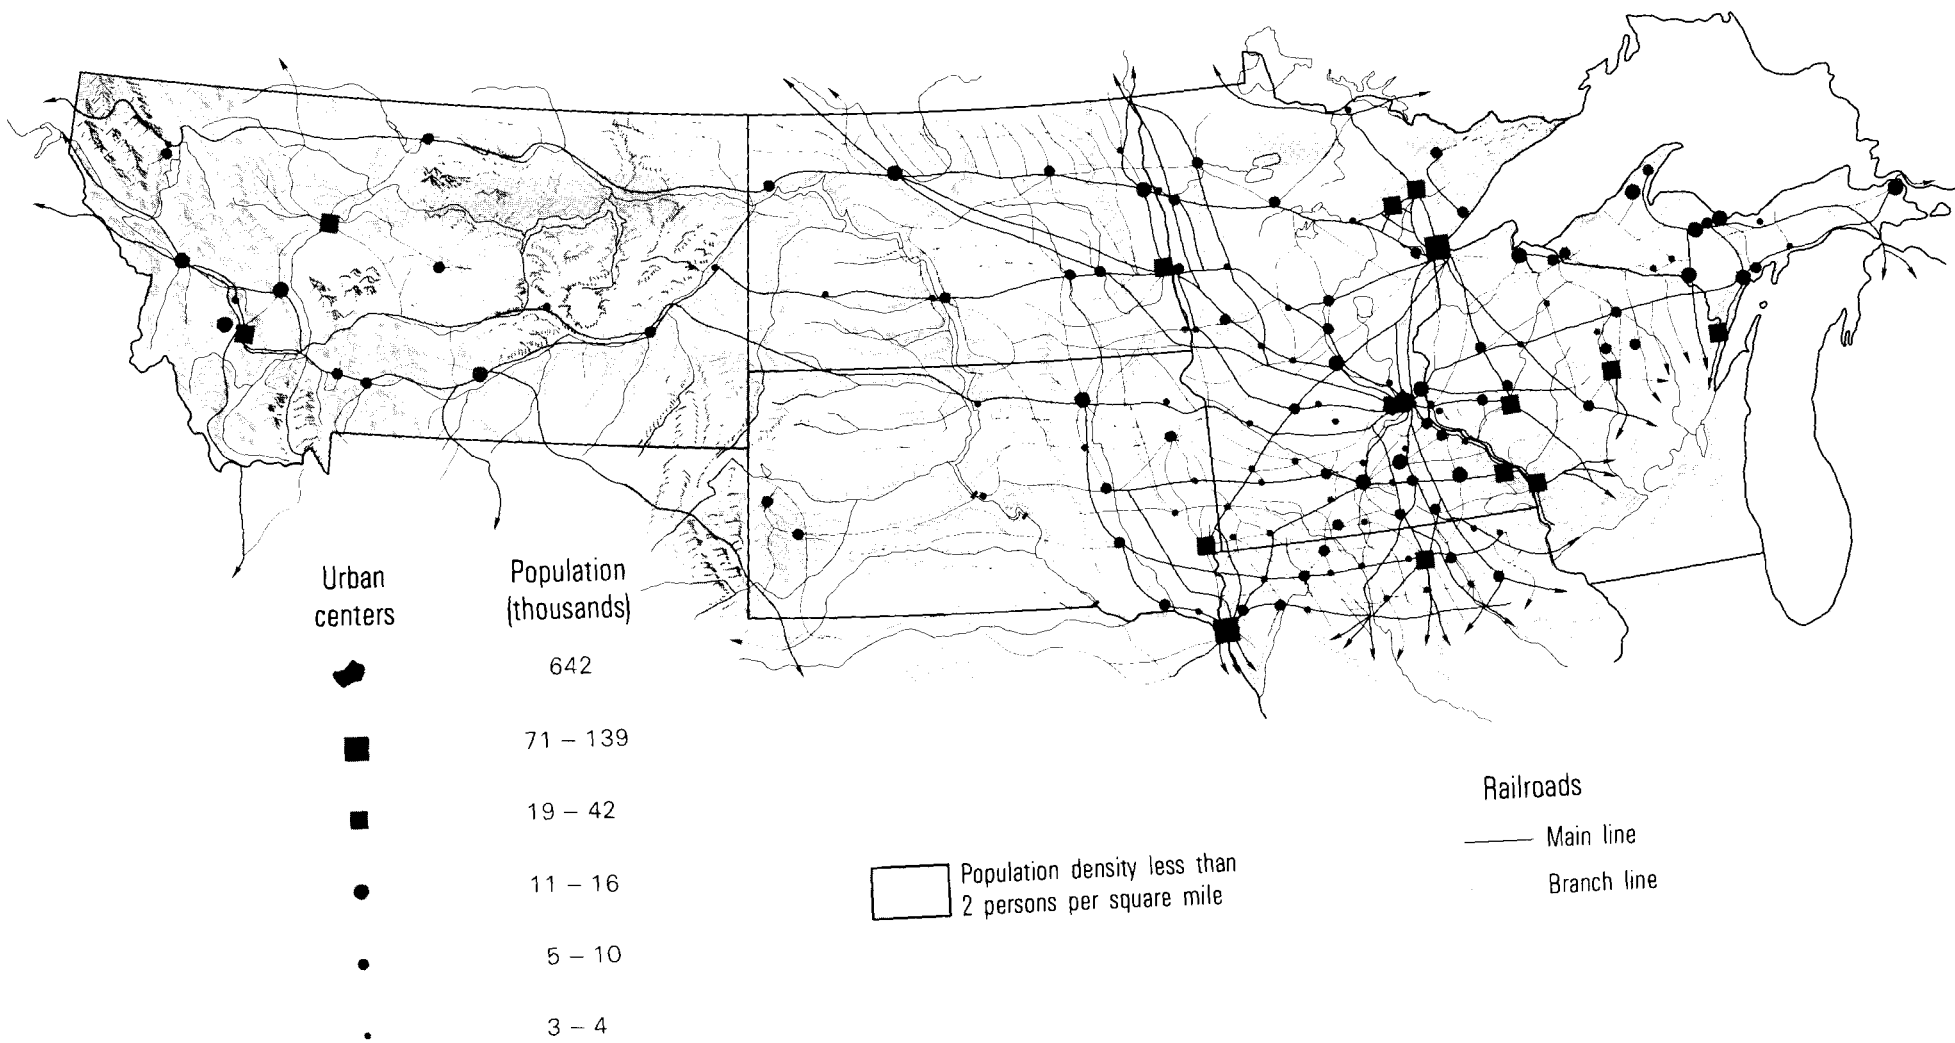 Urban
centers
Population
(thousands)
642
71 – 139
19 – 42
11 – 16
5 – 10
3 – 4
Population density less than
2 persons per square mile
Railroads
Main line
Branch line